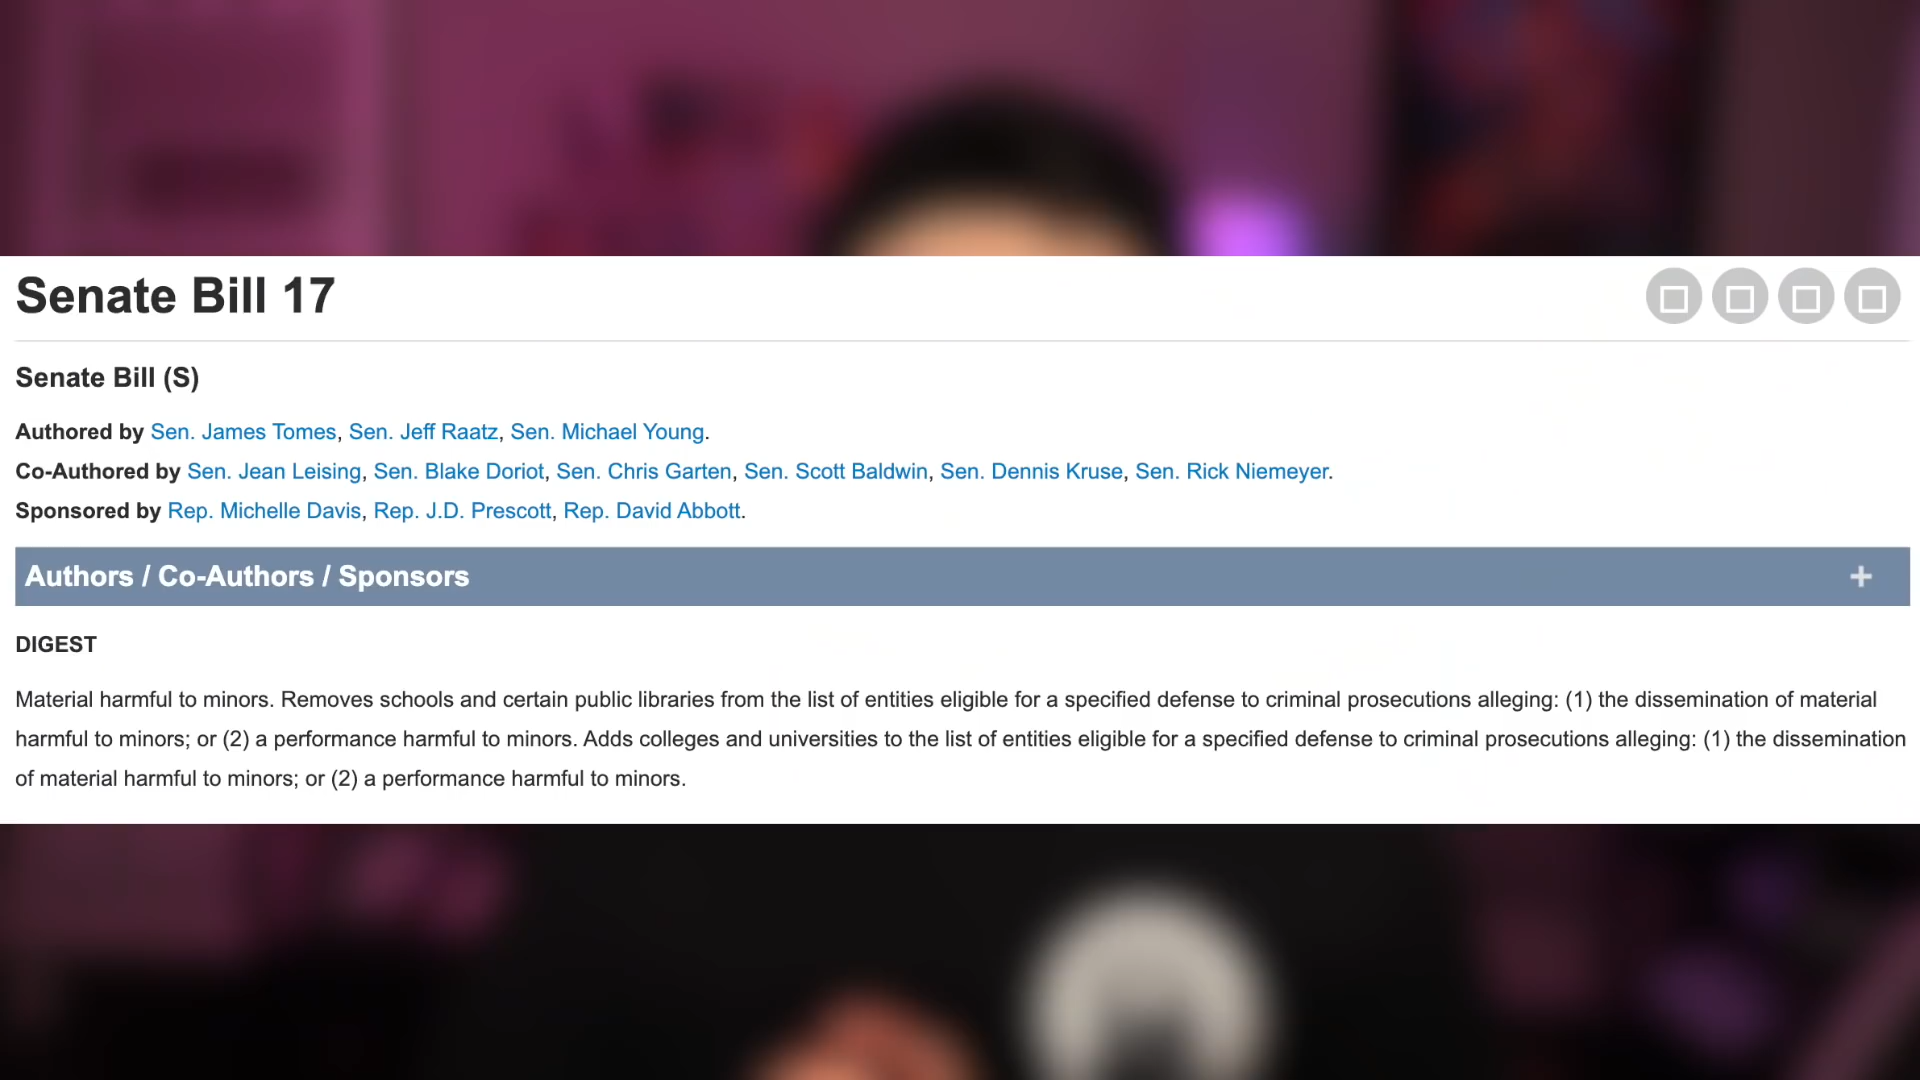 Senate Bill 17
Senate Bill (S)
Authored by Sen. James Tomes, Sen. Jeff Raatz, Sen. Michael Young.
Co-Authored by Sen. Jean Leising, Sen. Blake Doriot, Sen. Chris Garten, Sen. Scott Baldwin, Sen. Dennis Kruse, Sen. Rick Niemeyer.
Sponsored by Rep. Michelle Davis, Rep. J.D. Prescott, Rep. David Abbott.
Authors / Co-Authors / Sponsors +
DIGEST
Material harmful to minors. Removes schools and certain public libraries from the list of entities eligible for a specified defense to criminal prosecutions alleging: (1) the dissemination of material
harmful to minors; or (2) a performance harmful to minors. Adds colleges and universities to the list of entities eligible for a specified defense to criminal prosecutions alleging: (1) the dissemination
of material harmful to minors; or (2) a performance harmful to minors.